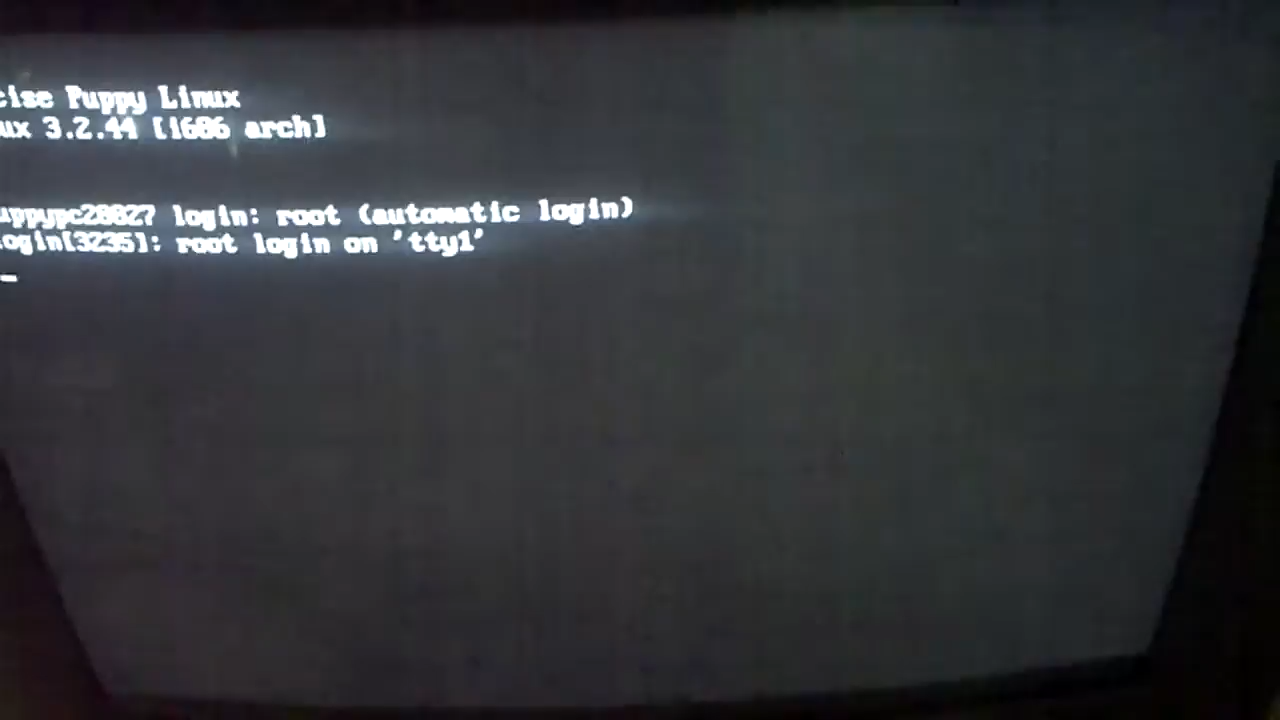 cise Puppy Linux
ux 3.2.44 [i686 arch]
uppypc28827 login: root (automatic login)
ogin[3235]: root login on 'tty1'
_